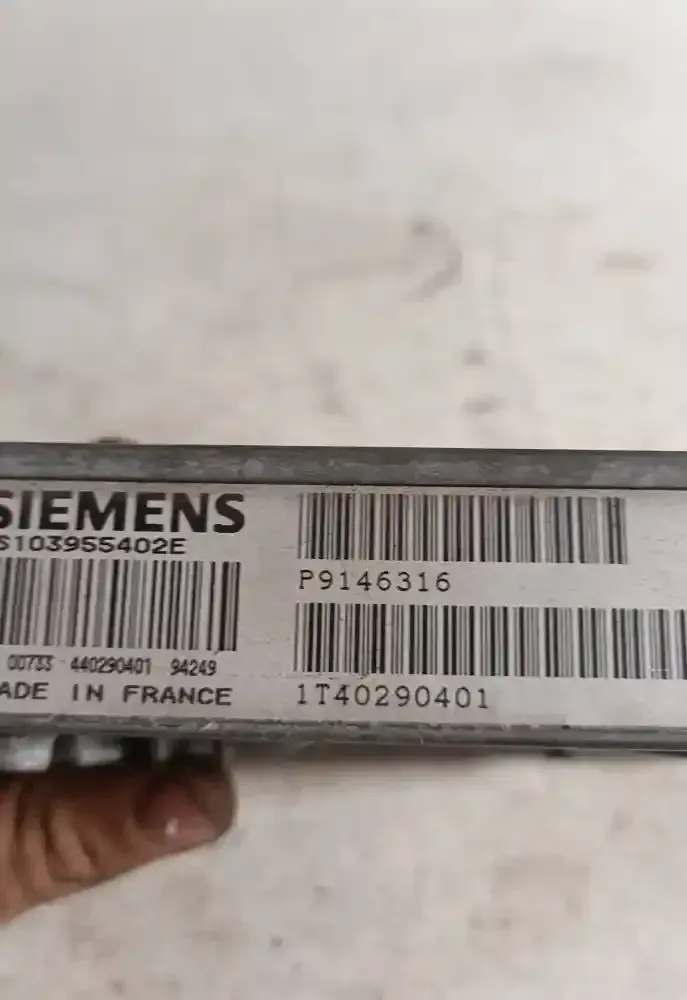 SIEMENS
S103955402E
00733 440290401 94249
ADE IN FRANCE
P9146316
1T40290401